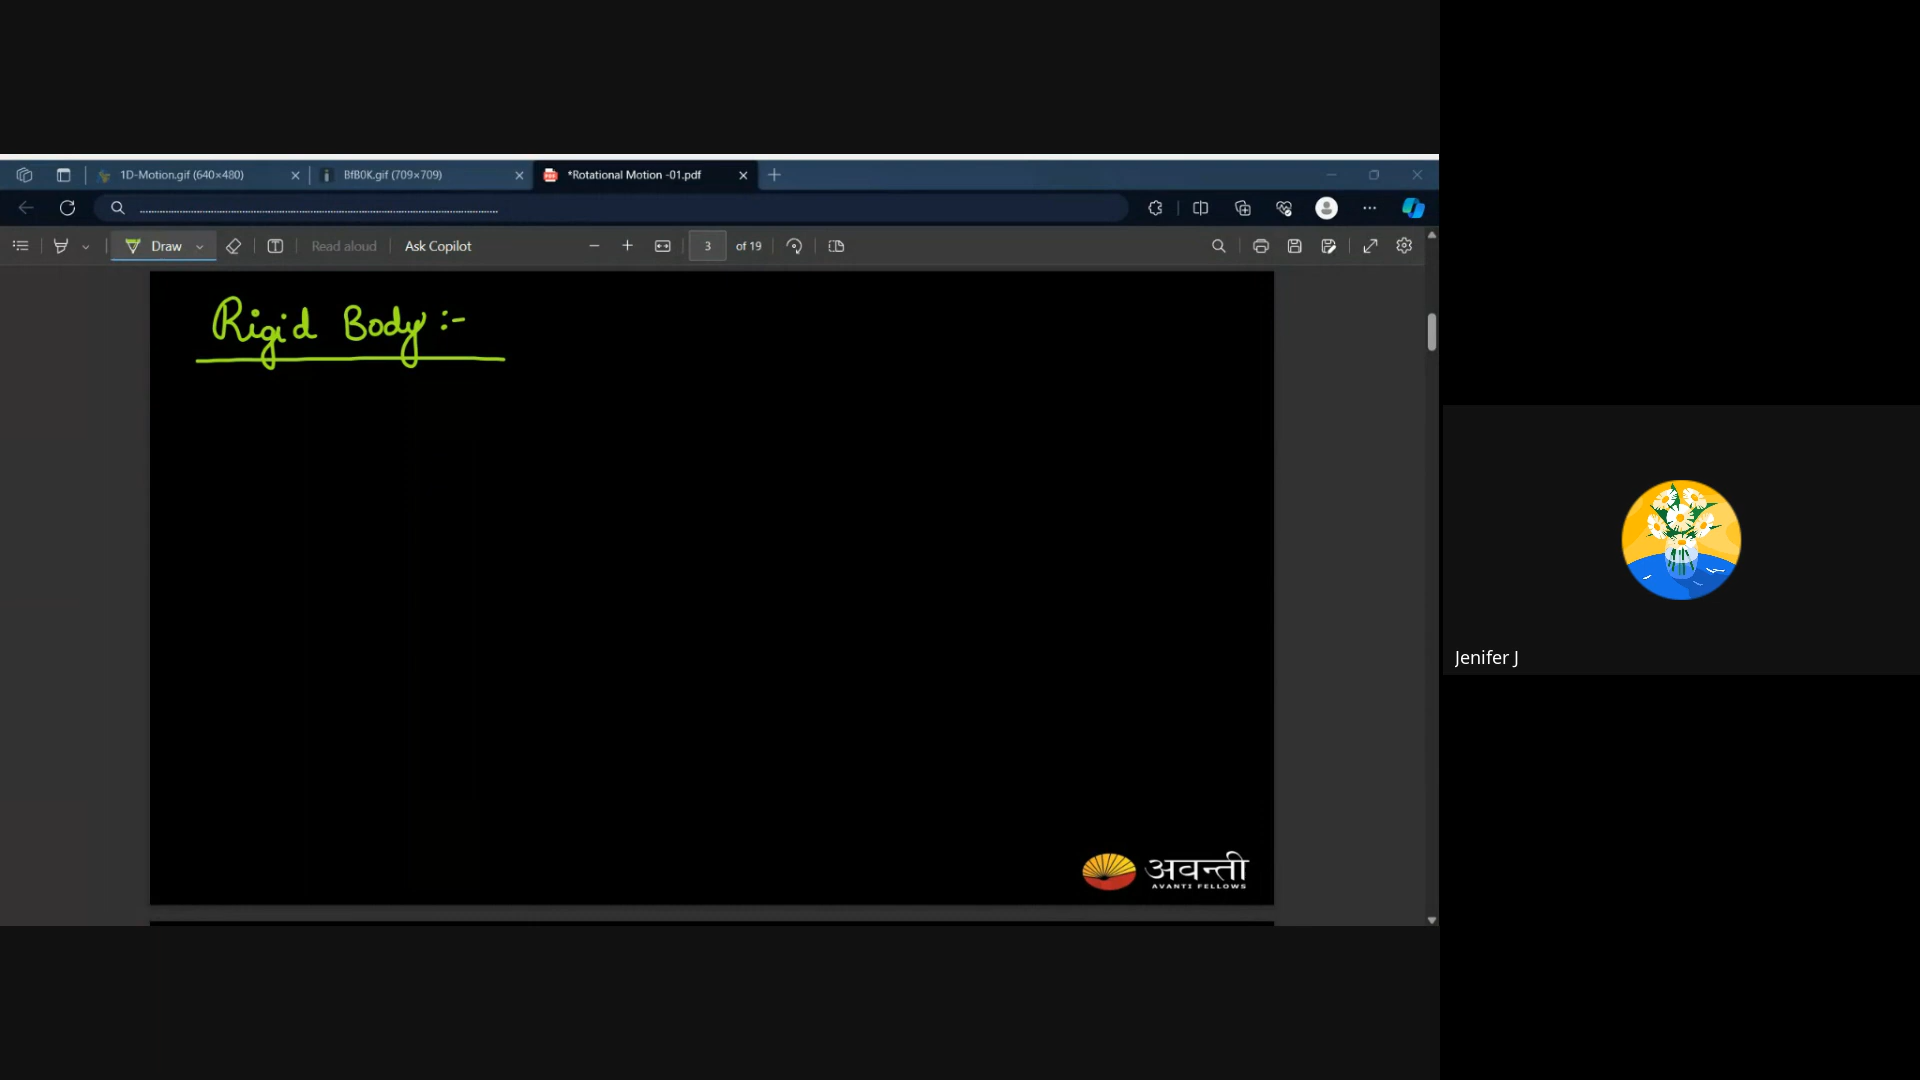 1D-Motion.gif (640×480)
BfB0K.gif (709×709)
*Rotational Motion -01.pdf
Draw
Read aloud
Ask Copilot
3 of 19
Rigid Body :-
अवन्ती
AVANTI FELLOWS
Jenifer J